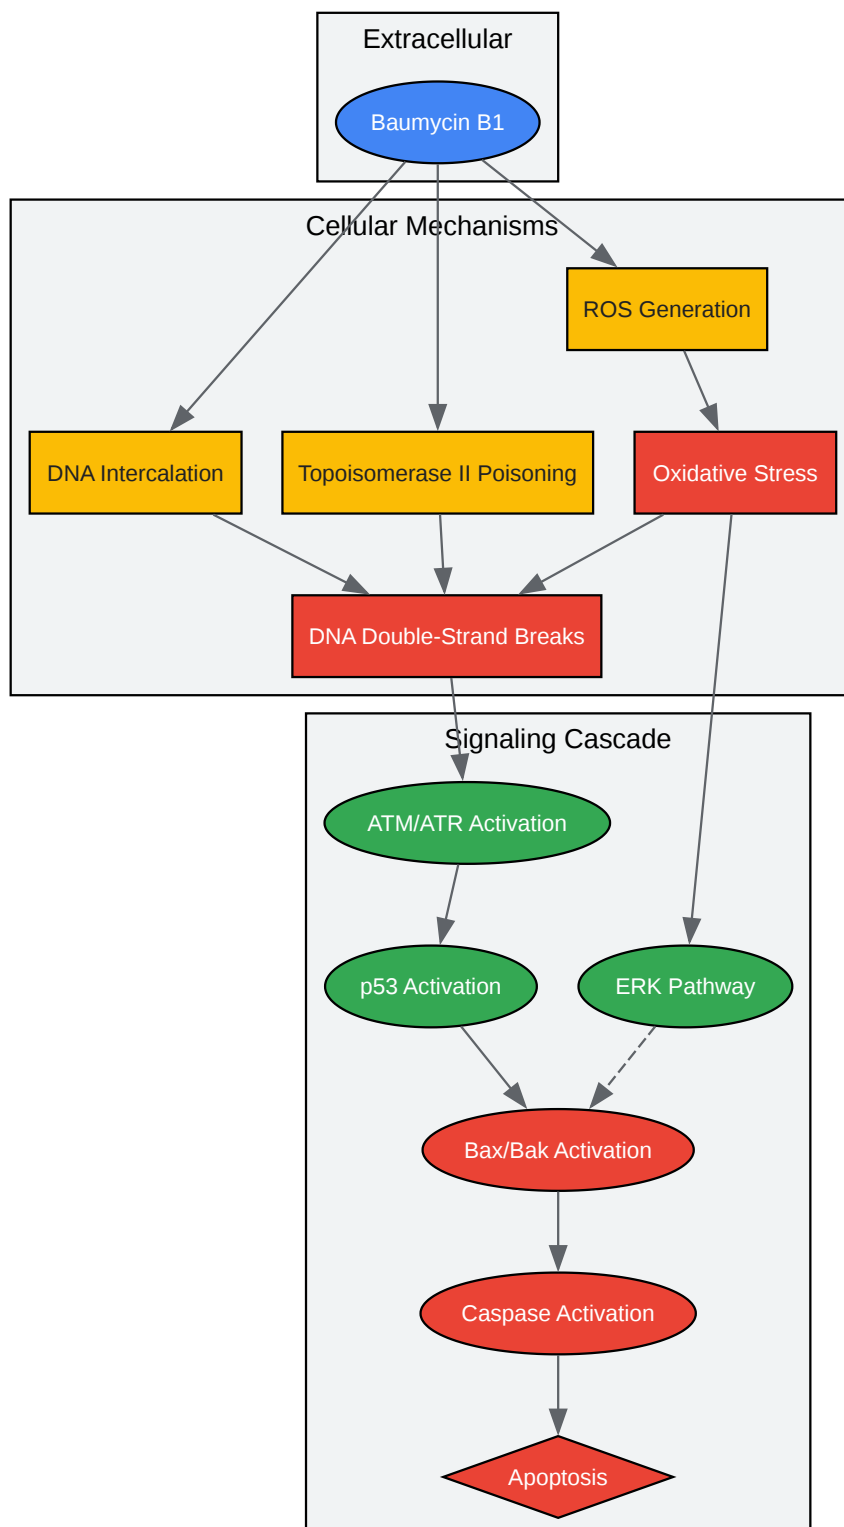 Extracellular
Baumycin B1
Cellular Mechanisms
ROS Generation
DNA Intercalation
Topoisomerase II Poisoning
Oxidative Stress
DNA Double-Strand Breaks
Signaling Cascade
ATM/ATR Activation
p53 Activation
ERK Pathway
Bax/Bak Activation
Caspase Activation
Apoptosis